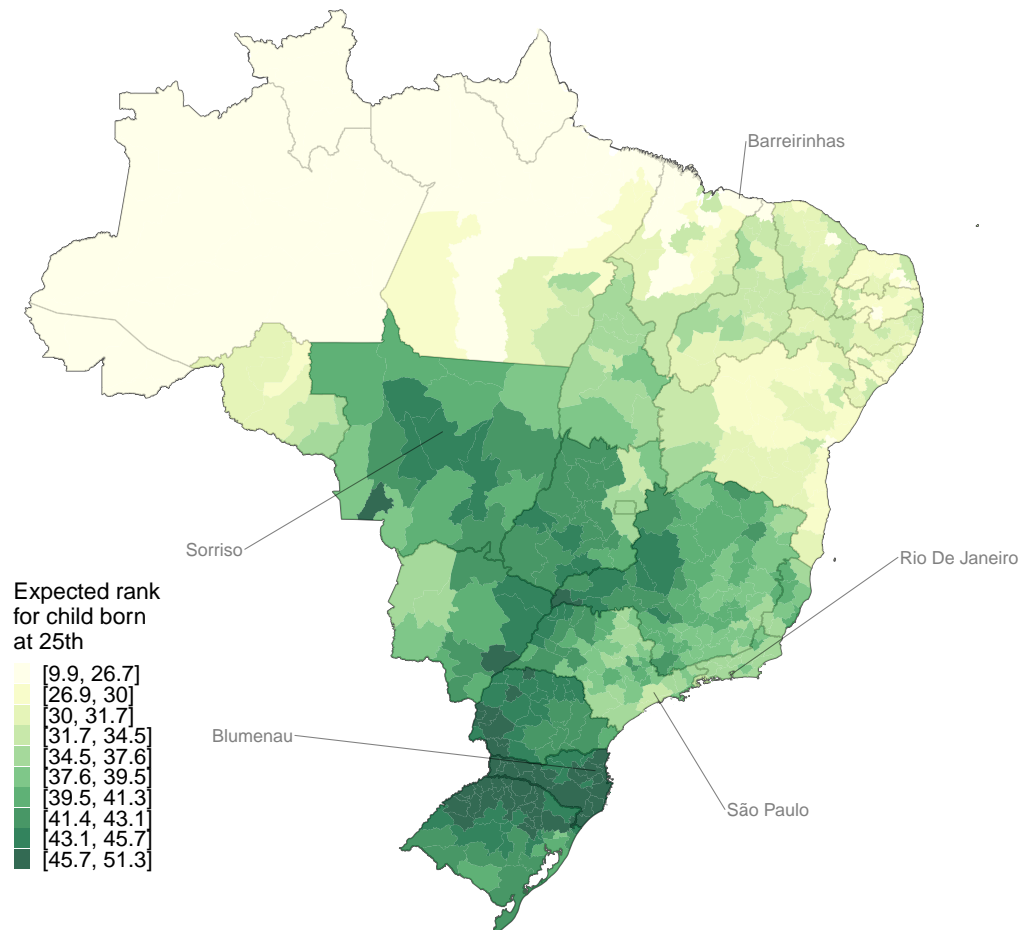 Barreirinhas
Sorriso
Rio De Janeiro
Expected rank
for child born
at 25th
[9.9, 26.7]
[26.9, 30]
[30, 31.7]
[31.7, 34.5]
[34.5, 37.6]
[37.6, 39.5]
[39.5, 41.3]
[41.4, 43.1]
[43.1, 45.7]
[45.7, 51.3]
Blumenau
São Paulo